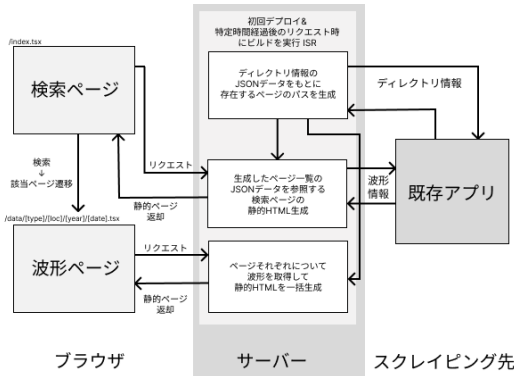 初回デプロイ&
特定時間経過後のリクエスト時
にビルドを実行 ISR
/index.tsx
検索ページ
ディレクトリ情報の
JSONデータをもとに
存在するページのパスを生成
ディレクトリ情報
リクエスト
検索
↓
該当ページ遷移
生成したページ一覧の
JSONデータを参照する
検索ページの
静的HTML生成
波形
情報
既存アプリ
静的ページ
返却
/data/[type]/[loc]/[year]/[date].tsx
波形ページ
リクエスト
ページそれぞれについて
波形を取得して
静的HTMLを一括生成
静的ページ
返却
ブラウザ
サーバー
スクレイピング先